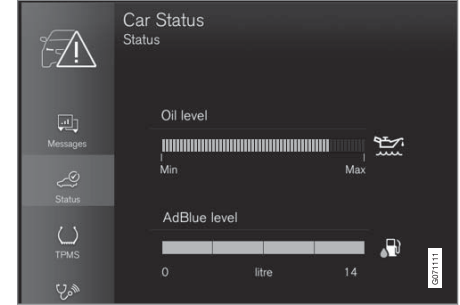 Car Status
Status
Messages
Status
TPMS
Oil level
Min Max
AdBlue level
0 litre 14
G071111